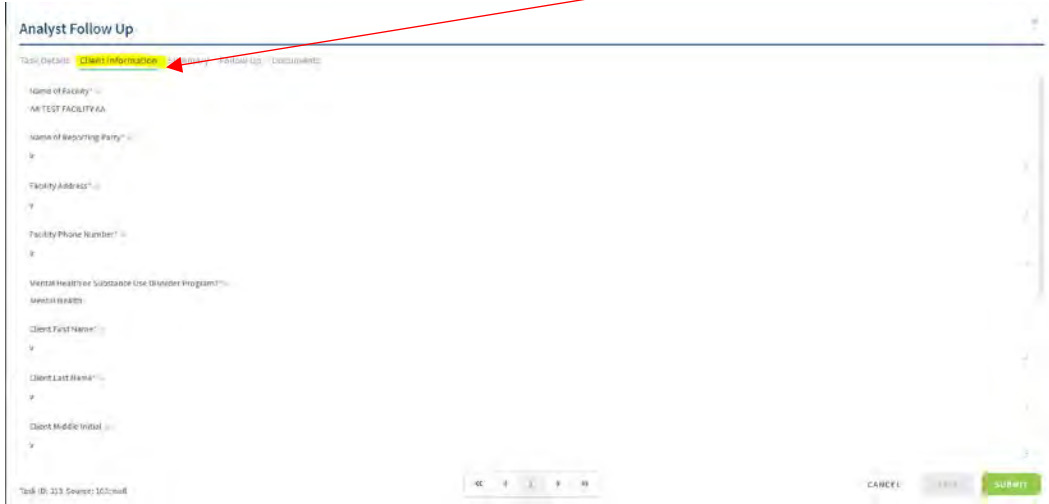 Analyst Follow Up
Task Details Client Information Follow Up Documents
Name of Facility*
AA TEST FACILITY AA
Name of Reporting Party*
Facility Address*
Facility Phone Number*
Mental Health or Substance Use Disorder Program?*
Mental Health
Client First Name*
Client Last Name*
Client Middle Initial
CANCEL SUBMIT